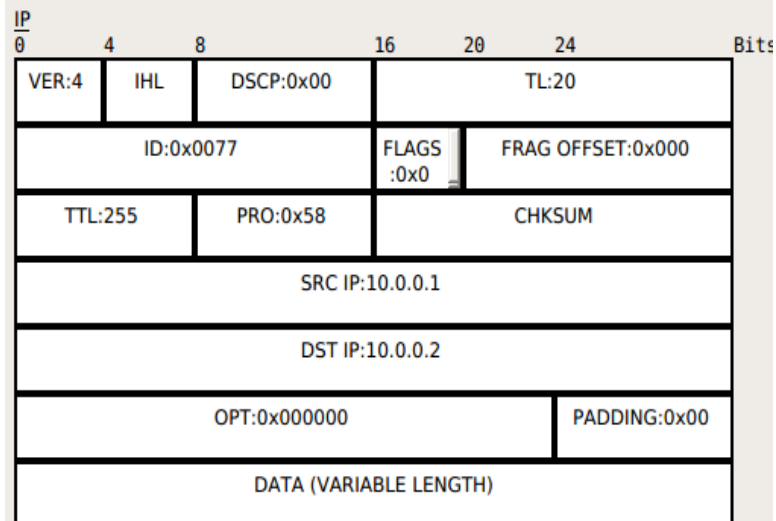 IP
0 4 8 16 20 24 Bits
VER:4 IHL DSCP:0x00 TL:20
ID:0x0077 FLAGS :0x0 FRAG OFFSET:0x000
TTL:255 PRO:0x58 CHKSUM
SRC IP:10.0.0.1
DST IP:10.0.0.2
OPT:0x000000 PADDING:0x00
DATA (VARIABLE LENGTH)